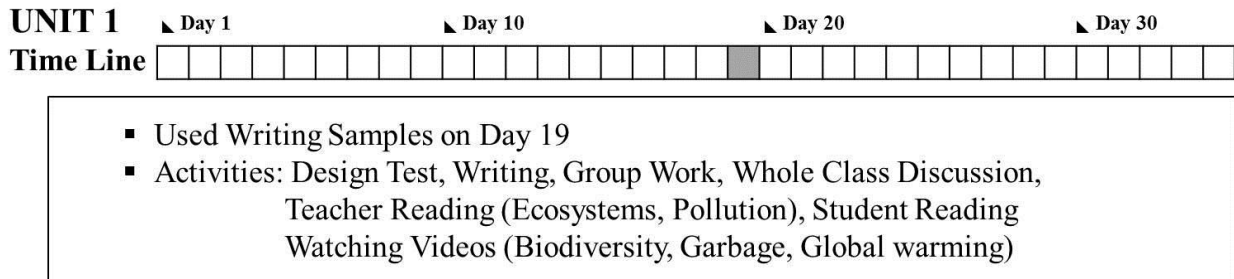 UNIT 1
Day 1 Day 10 Day 20 Day 30
Time Line
▪ Used Writing Samples on Day 19
▪ Activities: Design Test, Writing, Group Work, Whole Class Discussion,
Teacher Reading (Ecosystems, Pollution), Student Reading
Watching Videos (Biodiversity, Garbage, Global warming)